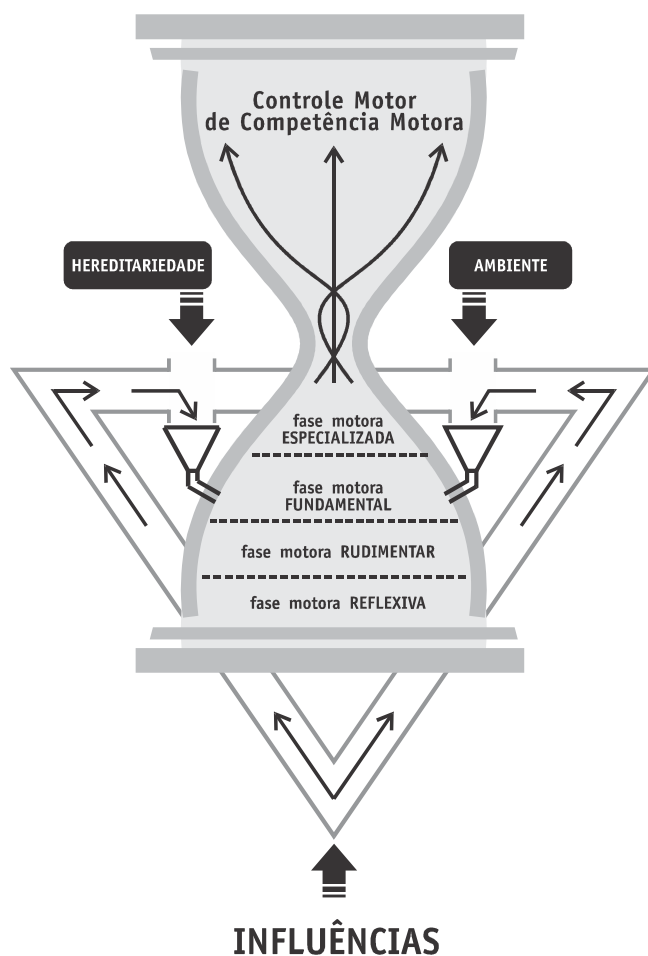 Controle Motor
de Competência Motora
HEREDITARIEDADE
AMBIENTE
fase motora
ESPECIALIZADA
fase motora
FUNDAMENTAL
fase motora RUDIMENTAR
fase motora REFLEXIVA
INFLUÊNCIAS